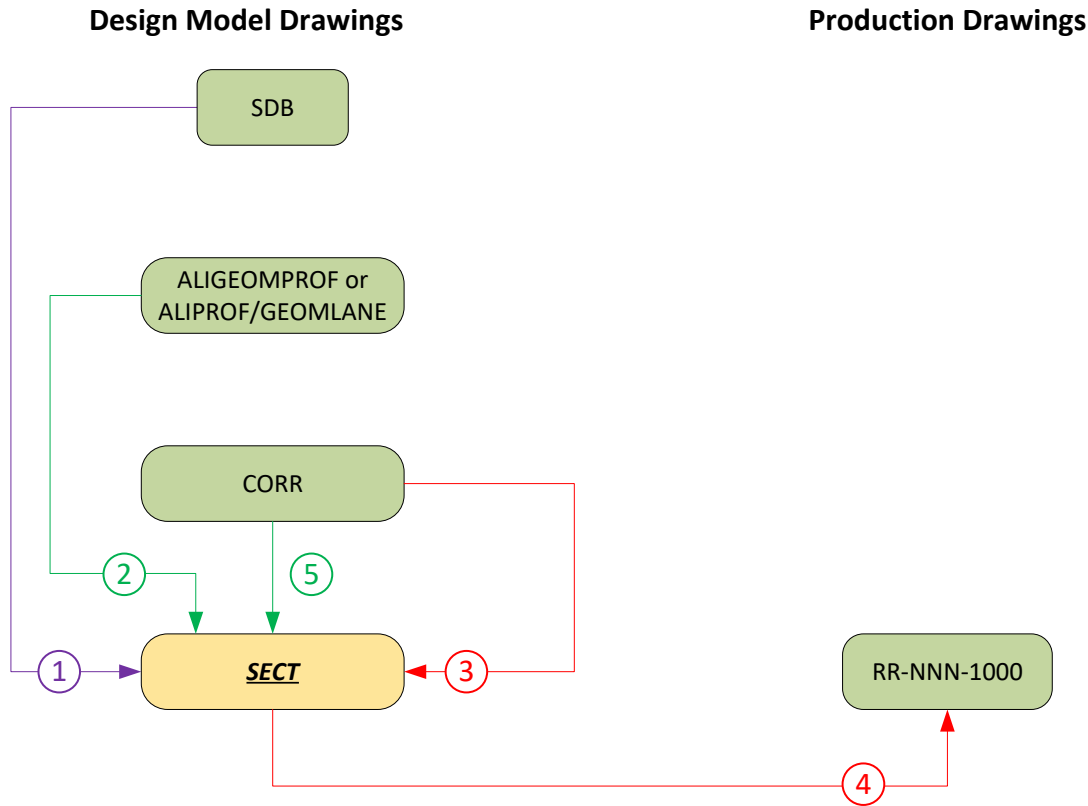 Design Model Drawings
Production Drawings
SDB
ALIGEOMPROF or
ALIPROF/GEOMLANE
CORR
2
5
1
SECT
3
RR-NNN-1000
4